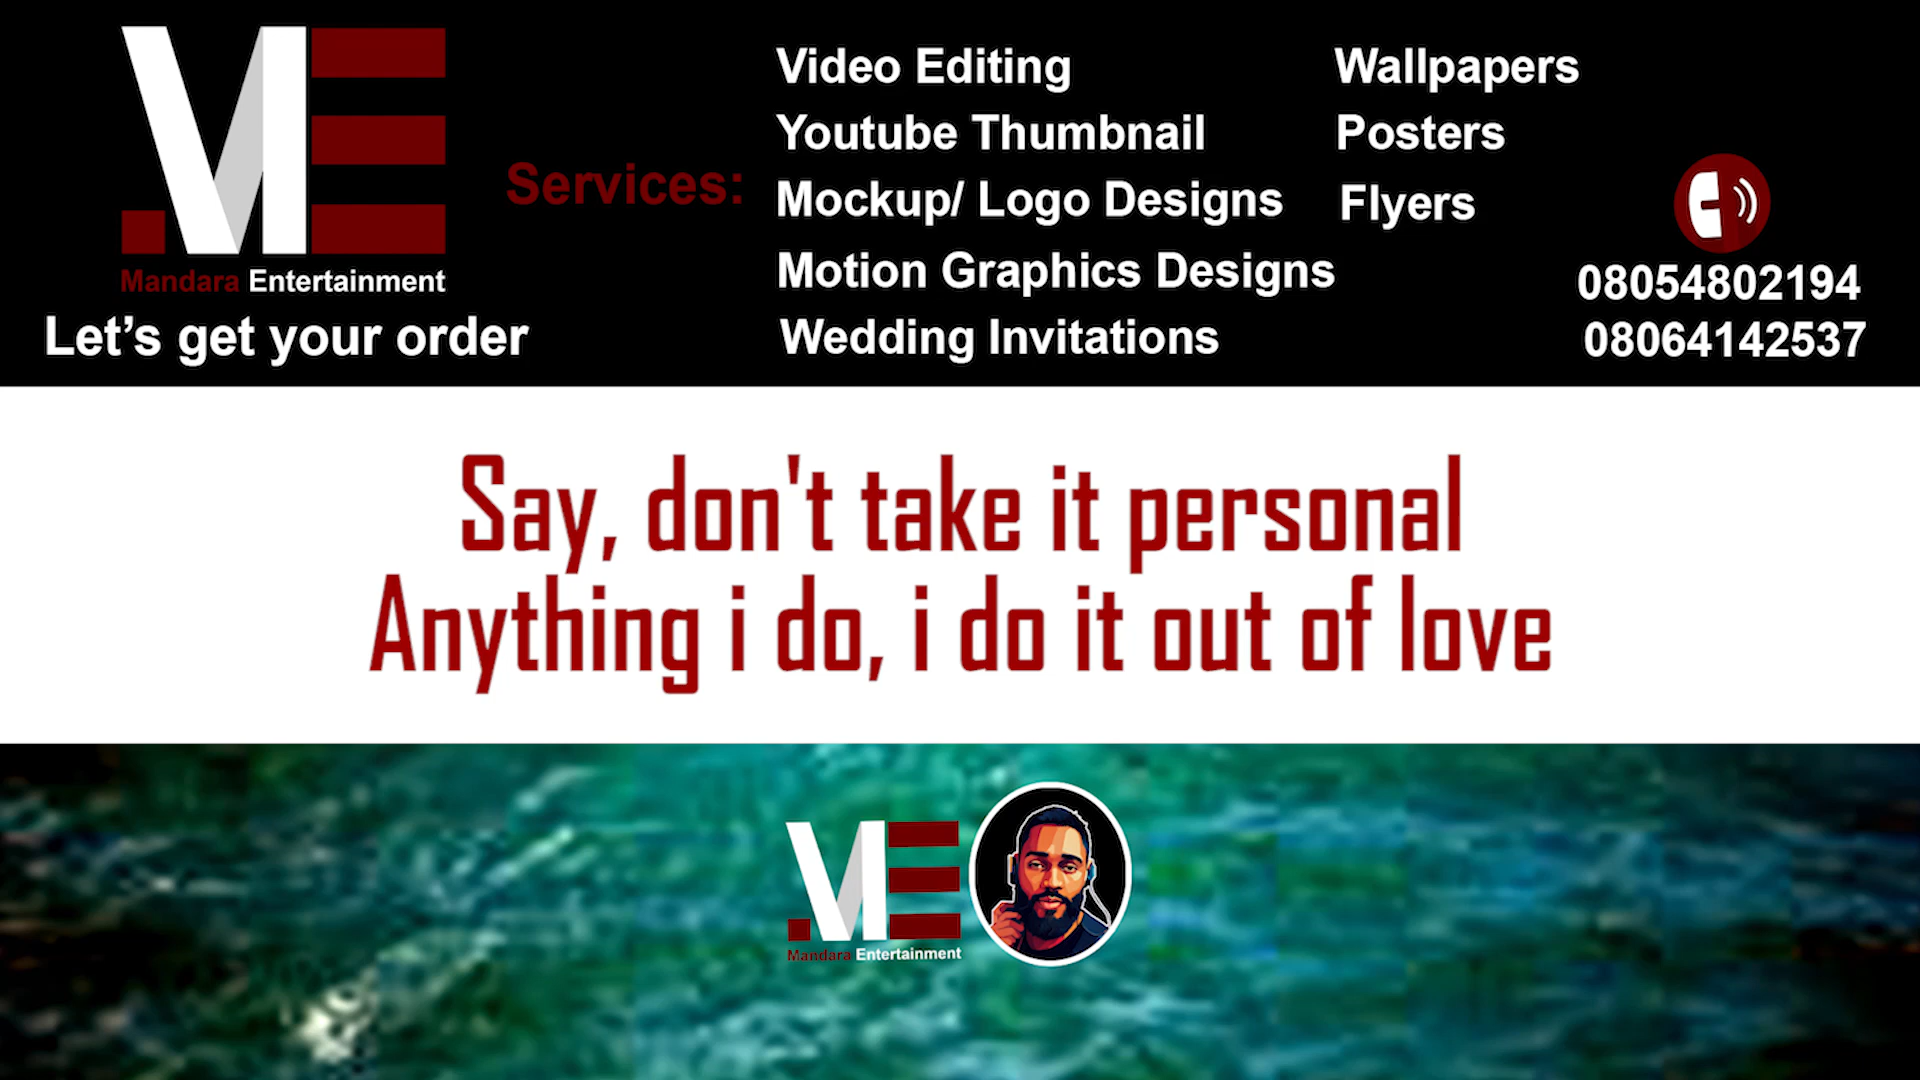 Mandara Entertainment
Let’s get your order
Services:
Video Editing
Youtube Thumbnail
Mockup/ Logo Designs
Motion Graphics Designs
Wedding Invitations
Wallpapers
Posters
Flyers
08054802194
08064142537
Say, don't take it personal
Anything i do, i do it out of love
Mandara Entertainment